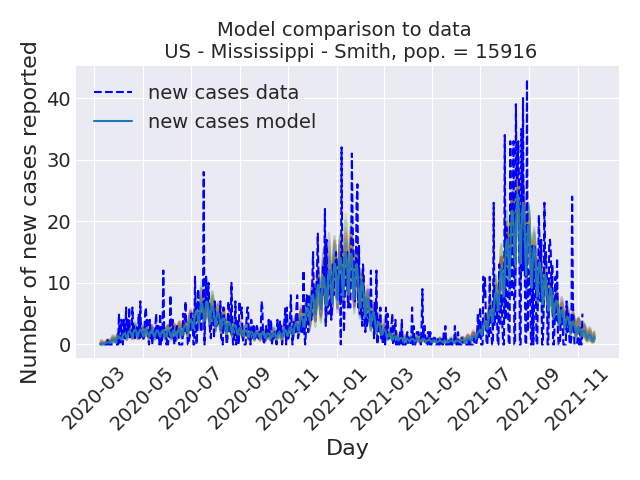 Model comparison to data
US - Mississippi - Smith, pop. = 15916
Number of new cases reported
40
30
20
10
0
new cases data
new cases model
2020-03
2020-05
2020-07
2020-09
2020-11
2021-01
2021-03
2021-05
2021-07
2021-09
2021-11
Day